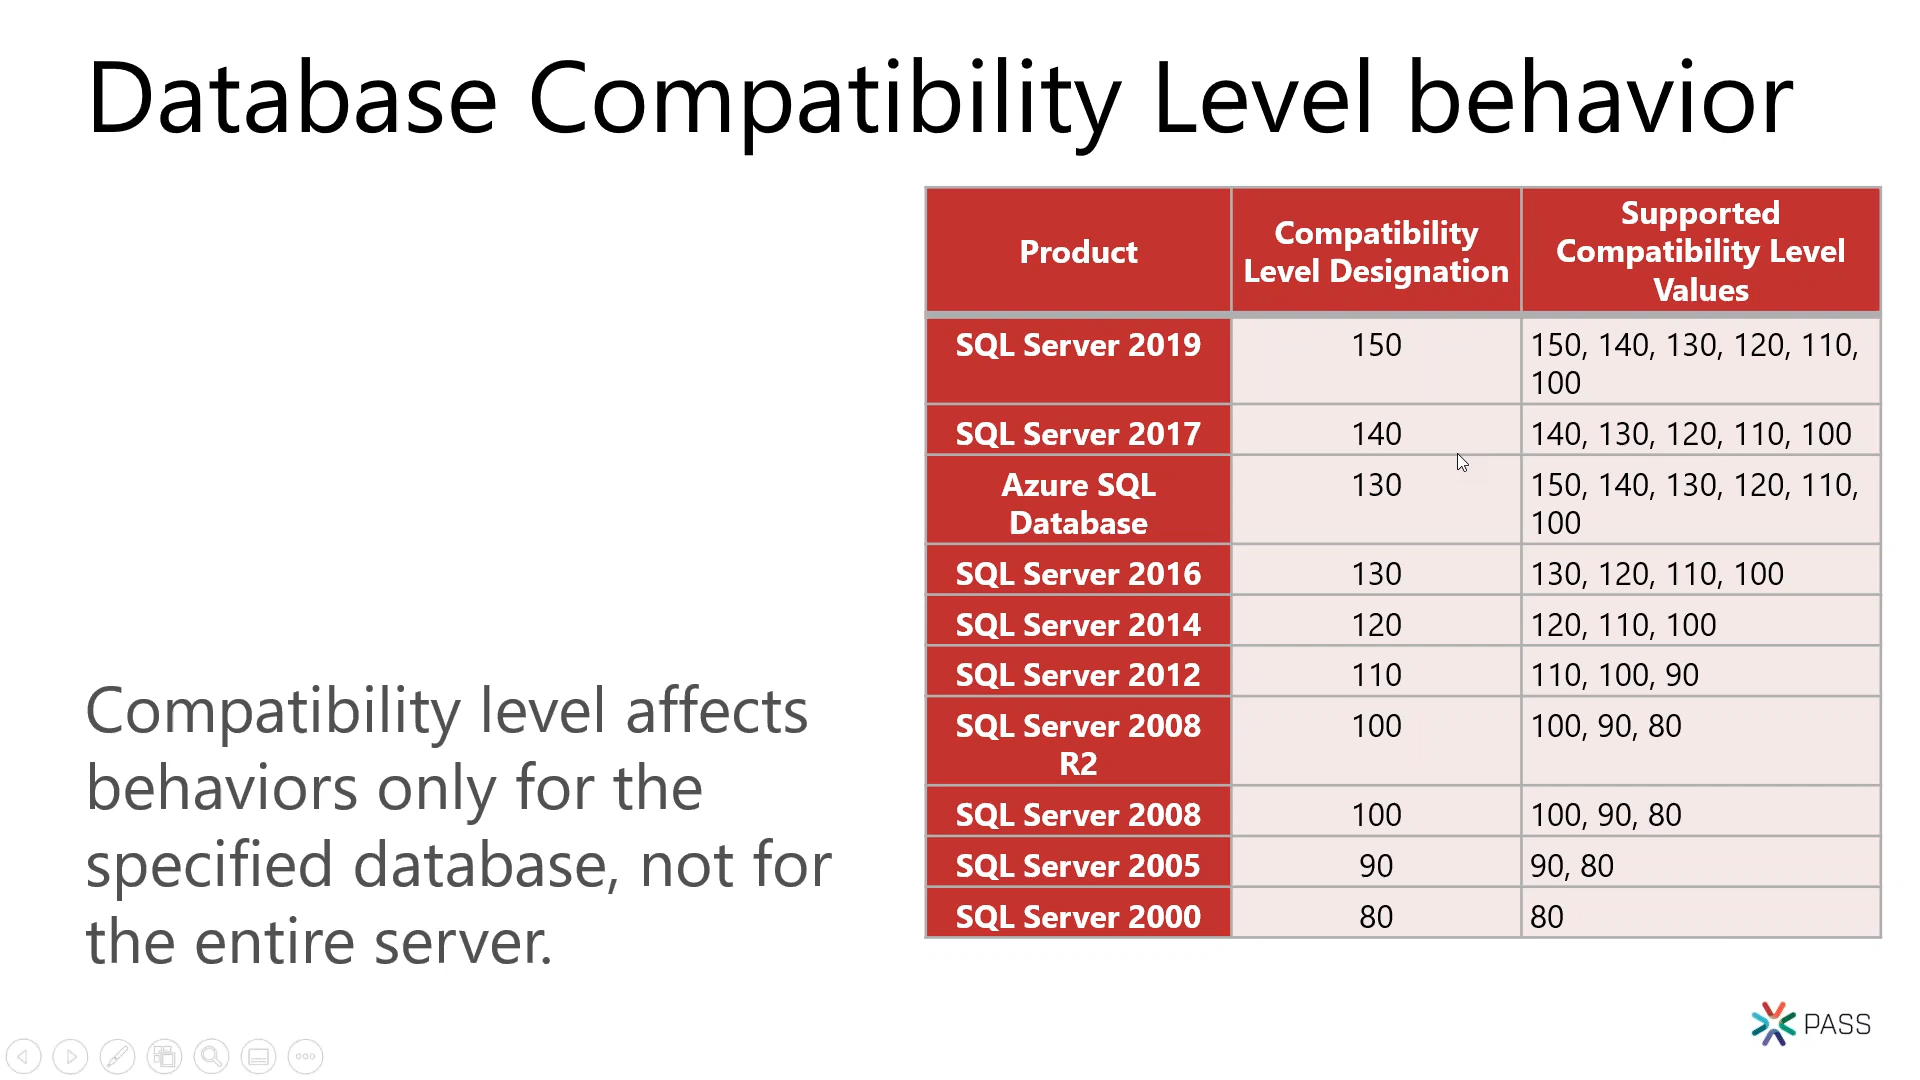 Database Compatibility Level behavior
Product
Compatibility
Level Designation
Supported
Compatibility Level
Values
SQL Server 2019
150
150, 140, 130, 120, 110,
100
SQL Server 2017
140
140, 130, 120, 110, 100
Azure SQL
Database
130
150, 140, 130, 120, 110,
100
SQL Server 2016
130
130, 120, 110, 100
SQL Server 2014
120
120, 110, 100
SQL Server 2012
110
110, 100, 90
SQL Server 2008
R2
100
100, 90, 80
SQL Server 2008
100
100, 90, 80
SQL Server 2005
90
90, 80
SQL Server 2000
80
80
Compatibility level affects
behaviors only for the
specified database, not for
the entire server.
PASS